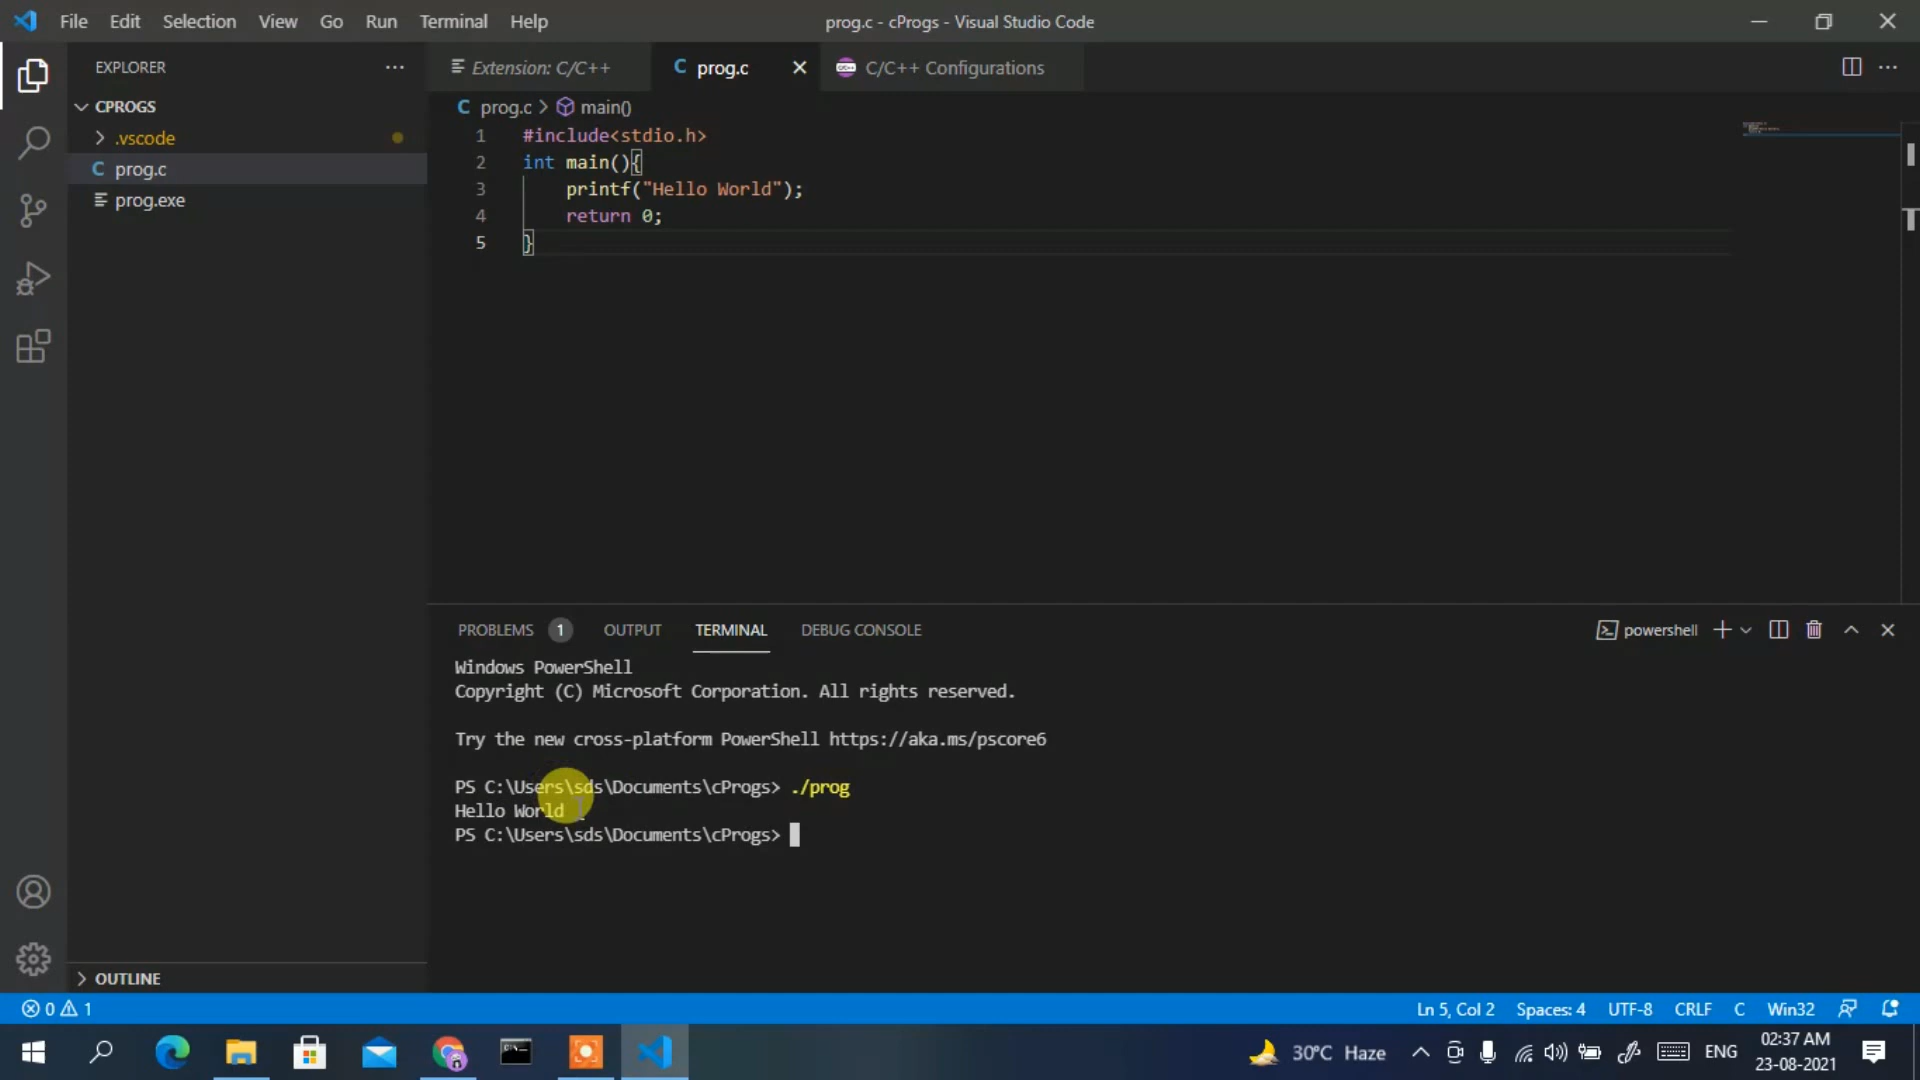 File Edit Selection View Go Run Terminal Help
prog.c - cProgs - Visual Studio Code
EXPLORER
CPROGS
.vscode
C prog.c
prog.exe
OUTLINE
Extension: C/C++
C prog.c
C/C++ Configurations
C prog.c > main()
1 #include<stdio.h>
2 int main(){
3 printf("Hello World");
4 return 0;
5 }
PROBLEMS 1 OUTPUT TERMINAL DEBUG CONSOLE
powershell
Windows PowerShell
Copyright (C) Microsoft Corporation. All rights reserved.
Try the new cross-platform PowerShell https://aka.ms/pscore6
PS C:\Users\sds\Documents\cProgs> ./prog
Hello World
PS C:\Users\sds\Documents\cProgs>
0 1
Ln 5, Col 2 Spaces: 4 UTF-8 CRLF C Win32
30°C Haze
ENG
02:37 AM
23-08-2021